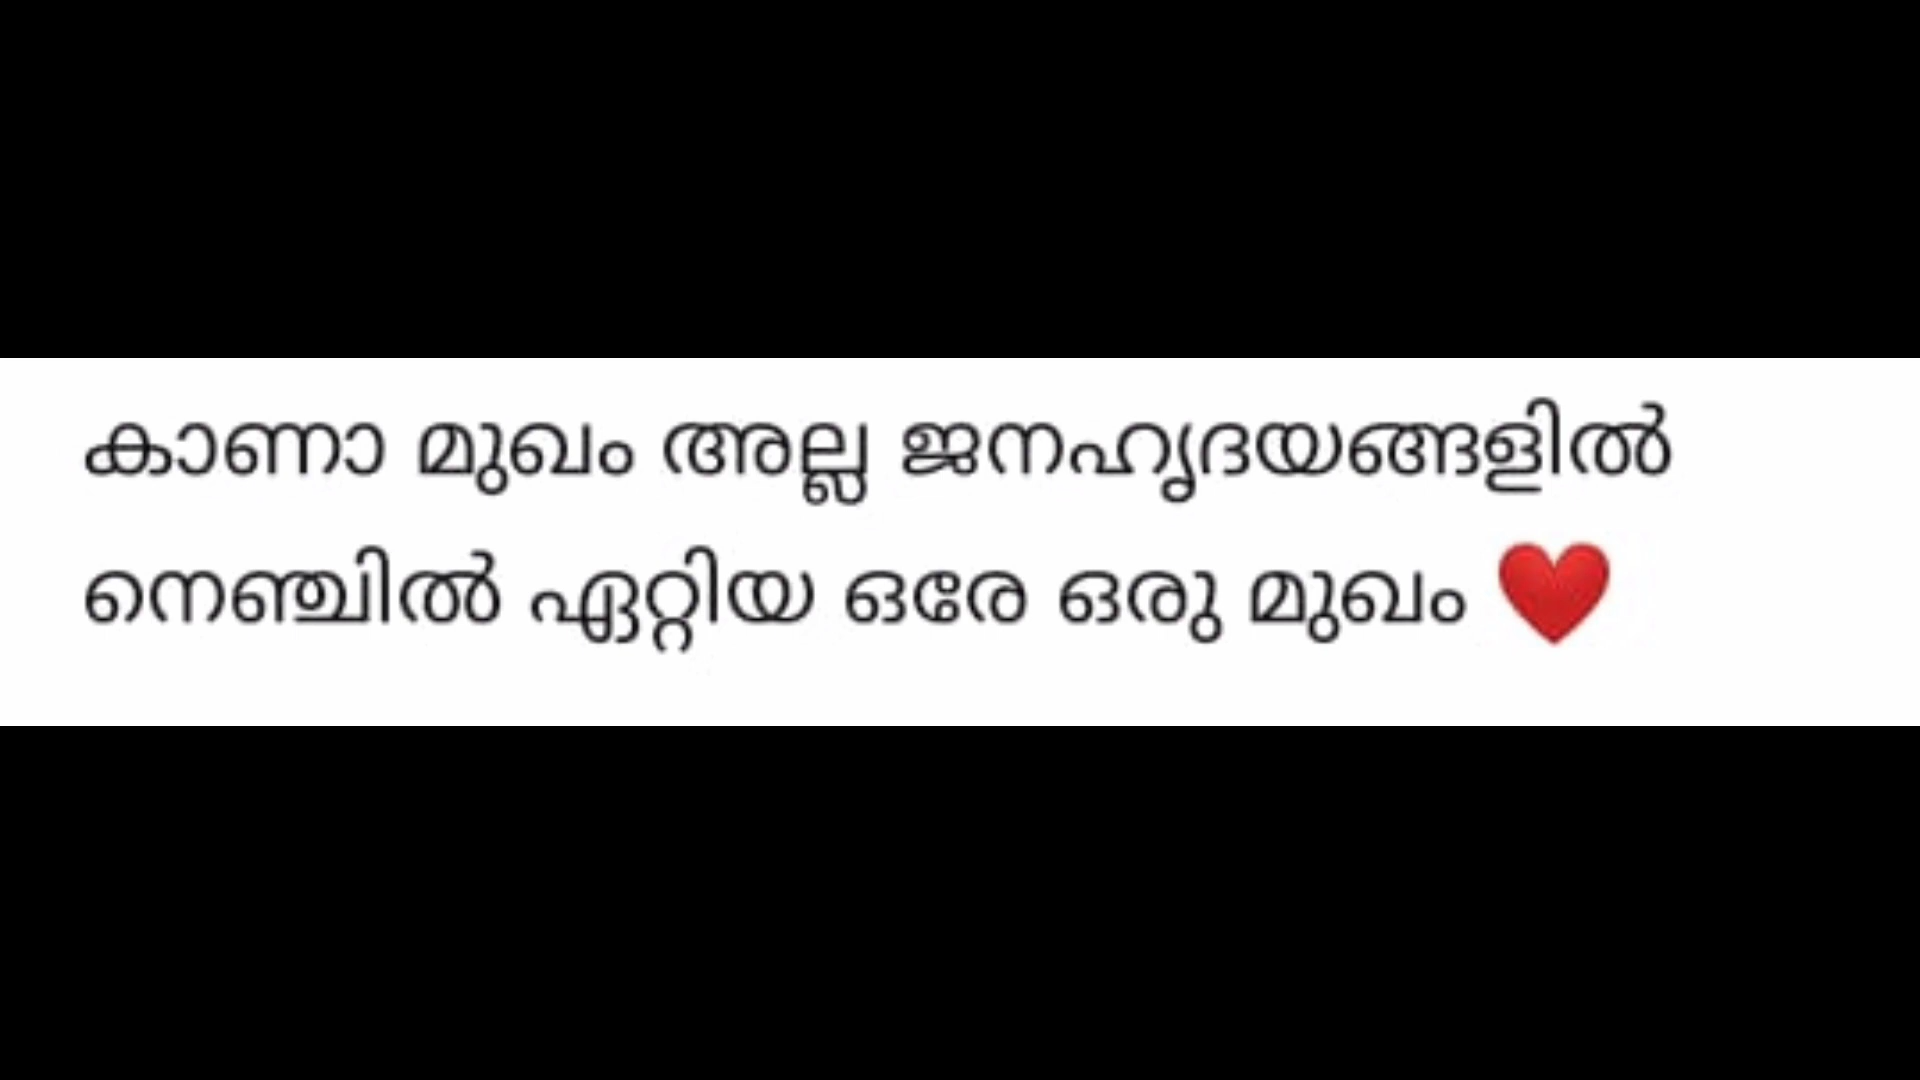 കാണാ മുഖം അല്ല ജനഹൃദയങ്ങളിൽ
നെഞ്ചിൽ ഏറ്റിയ ഒരേ ഒരു മുഖം ❤️